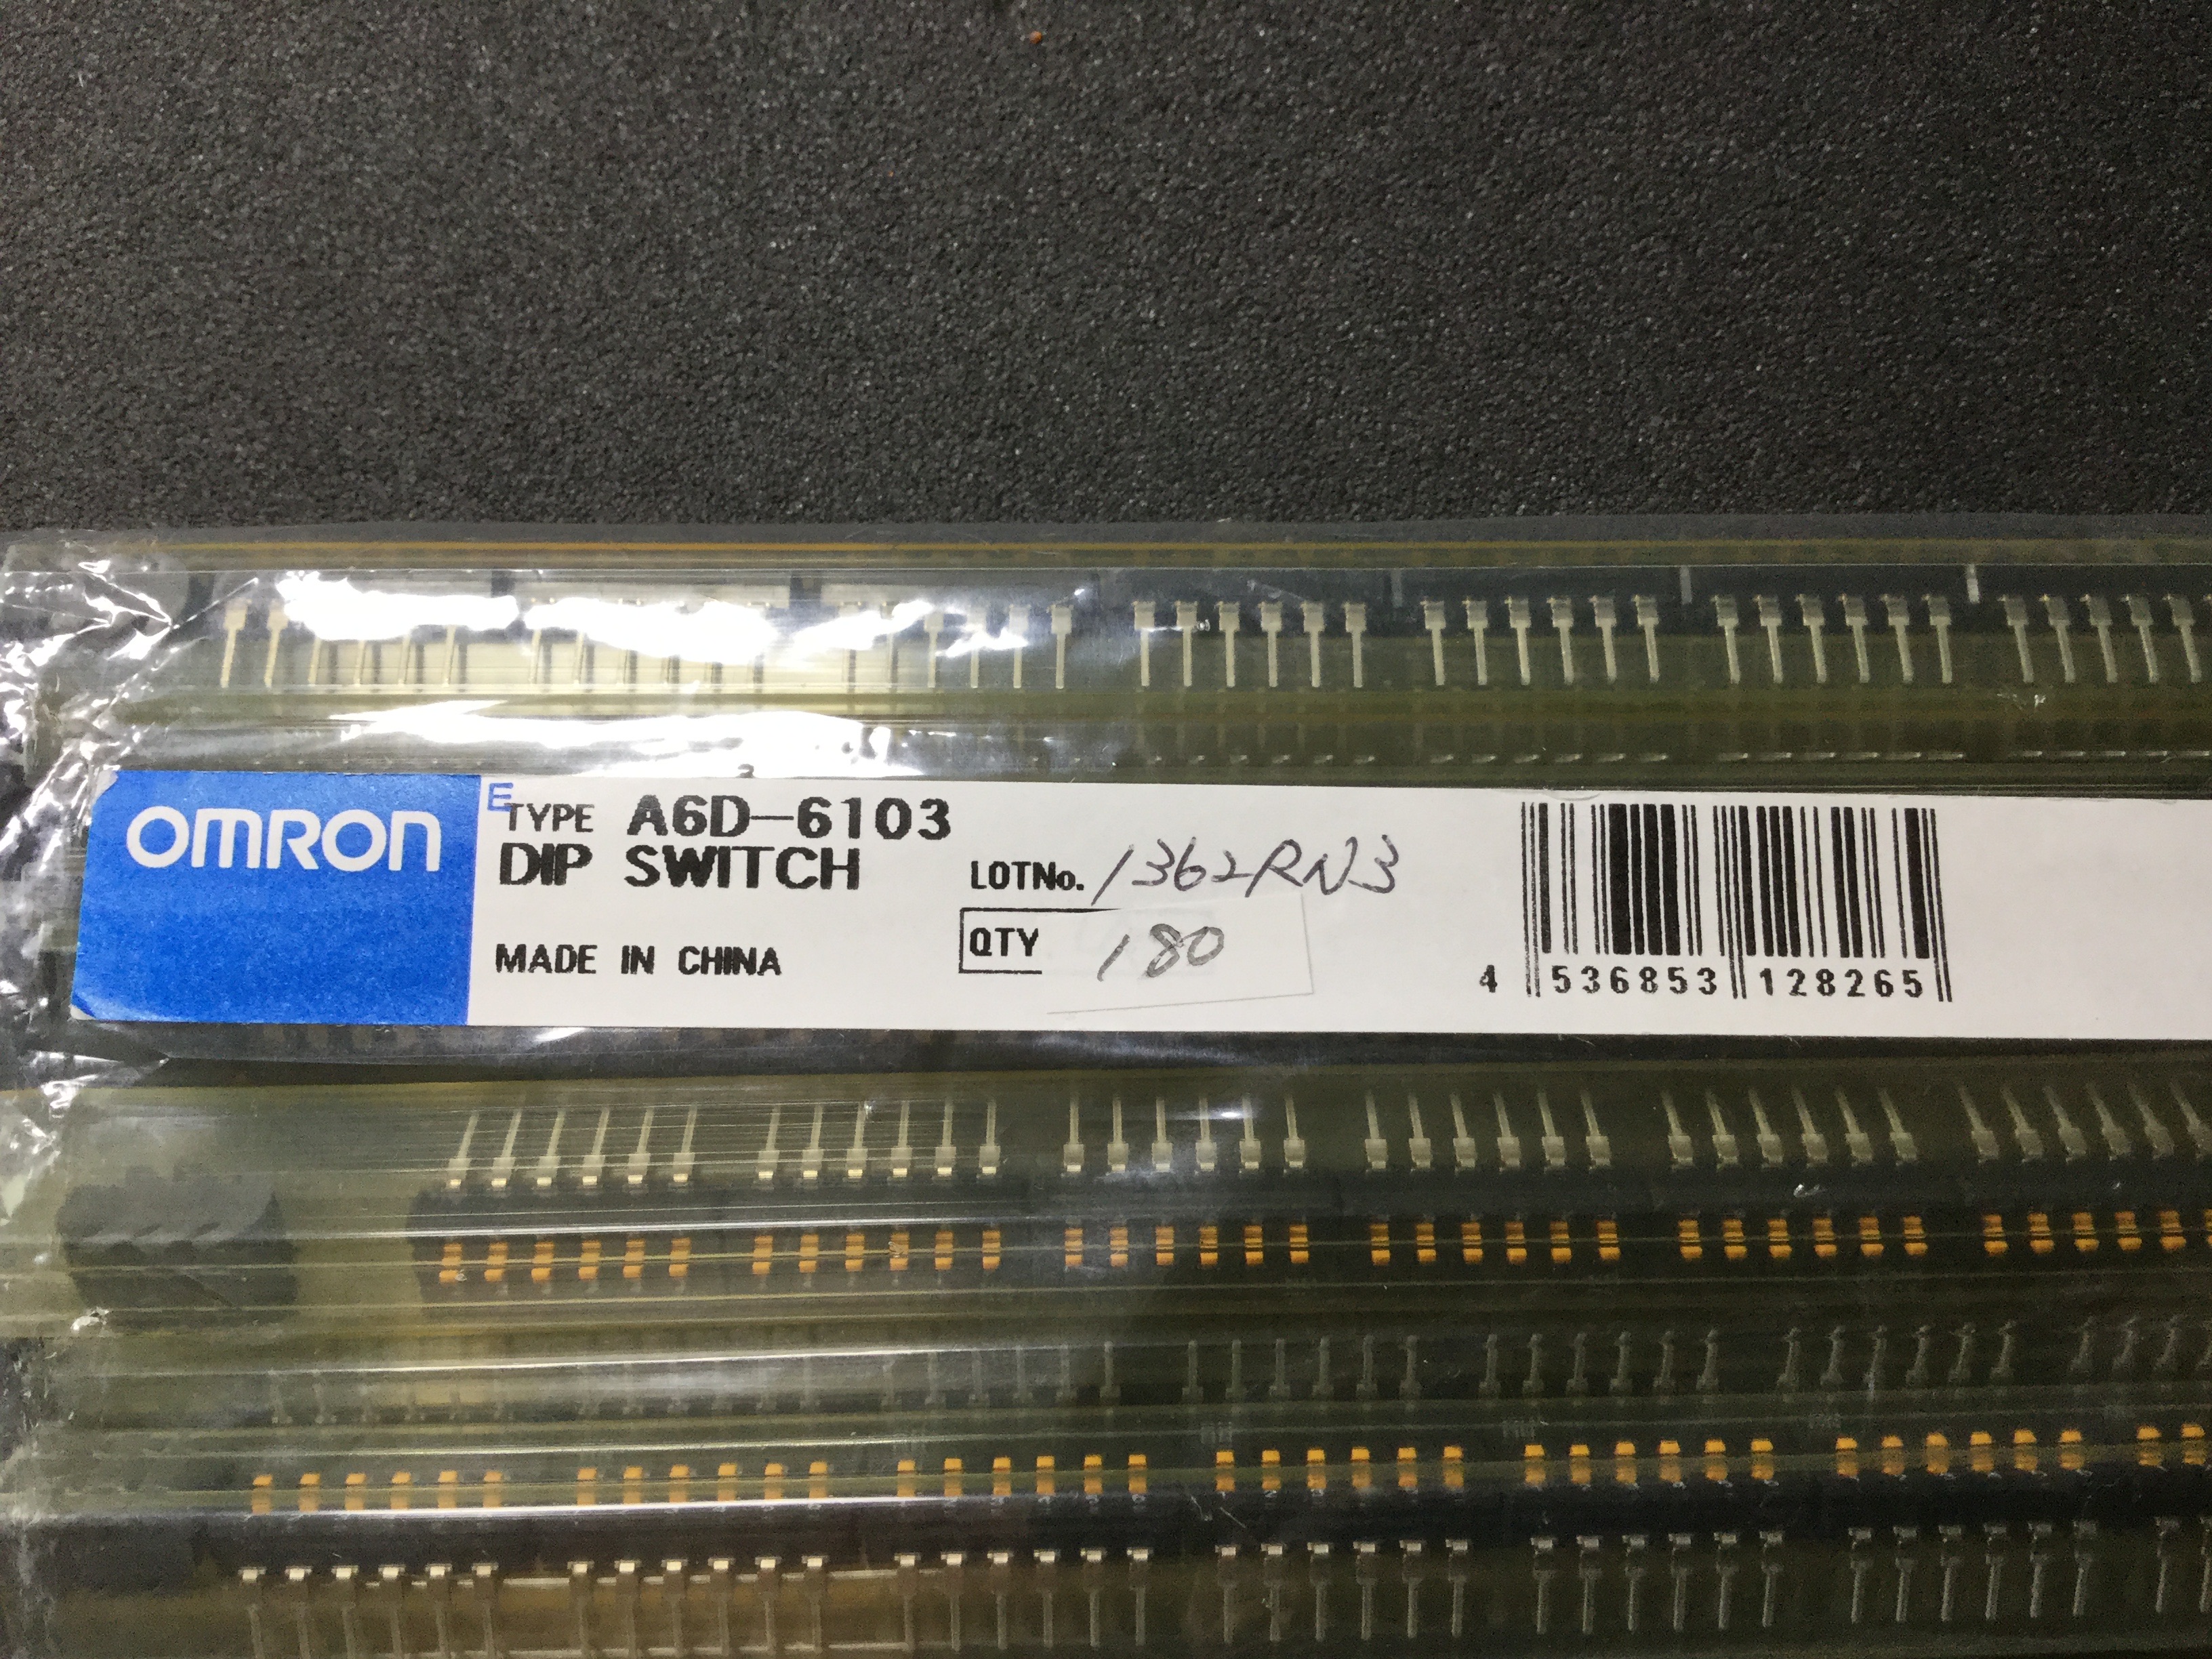 OMRON
E
TYPE A6D-6103
DIP SWITCH
LOTNo. 1362RN3
QTY 180
MADE IN CHINA
4 536853 128265